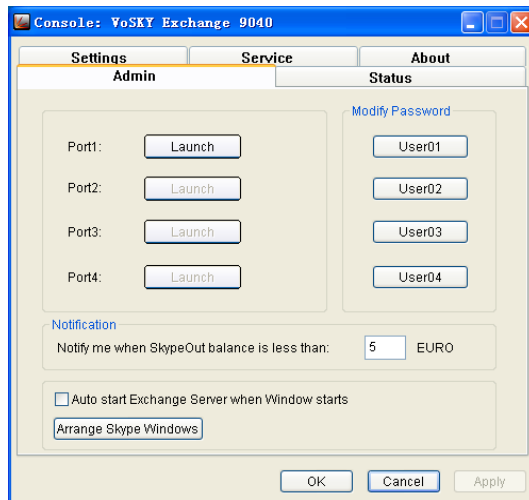 Console: VoSKY Exchange 9040
Settings Service About
Admin Status
Modify Password
Port1: Launch User01
Port2: Launch User02
Port3: Launch User03
Port4: Launch User04
Notification
Notify me when SkypeOut balance is less than: 5 EURO
Auto start Exchange Server when Window starts
Arrange Skype Windows
OK Cancel Apply